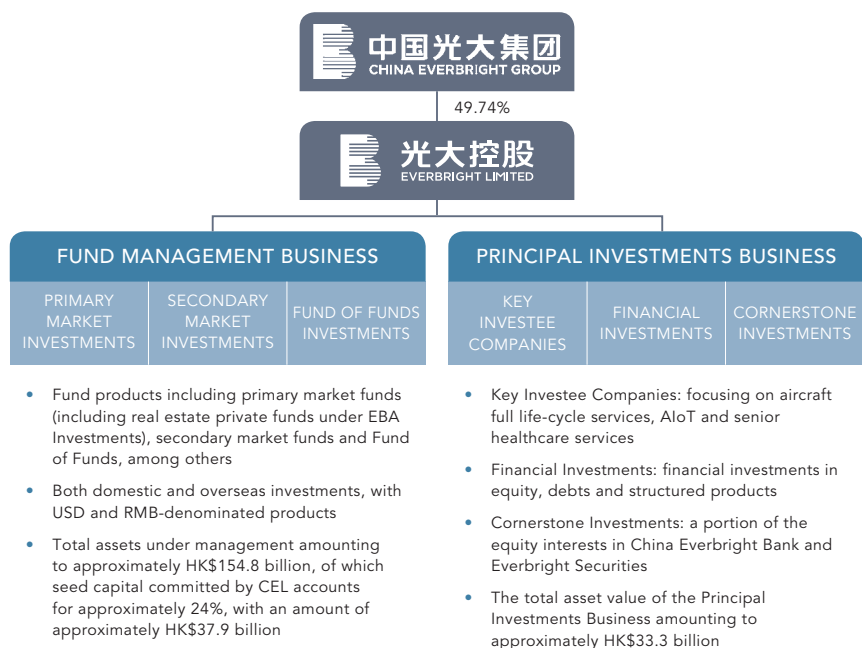 中国光大集团
CHINA EVERBRIGHT GROUP
49.74%
光大控股
EVERBRIGHT LIMITED
FUND MANAGEMENT BUSINESS
PRIMARY
MARKET
INVESTMENTS
SECONDARY
MARKET
INVESTMENTS
FUND OF FUNDS
INVESTMENTS
• Fund products including primary market funds
(including real estate private funds under EBA
Investments), secondary market funds and Fund
of Funds, among others
• Both domestic and overseas investments, with
USD and RMB-denominated products
• Total assets under management amounting
to approximately HK$154.8 billion, of which
seed capital committed by CEL accounts
for approximately 24%, with an amount of
approximately HK$37.9 billion
PRINCIPAL INVESTMENTS BUSINESS
KEY
INVESTEE
COMPANIES
FINANCIAL
INVESTMENTS
CORNERSTONE
INVESTMENTS
• Key Investee Companies: focusing on aircraft
full life-cycle services, AIoT and senior
healthcare services
• Financial Investments: financial investments in
equity, debts and structured products
• Cornerstone Investments: a portion of the
equity interests in China Everbright Bank and
Everbright Securities
• The total asset value of the Principal
Investments Business amounting to
approximately HK$33.3 billion